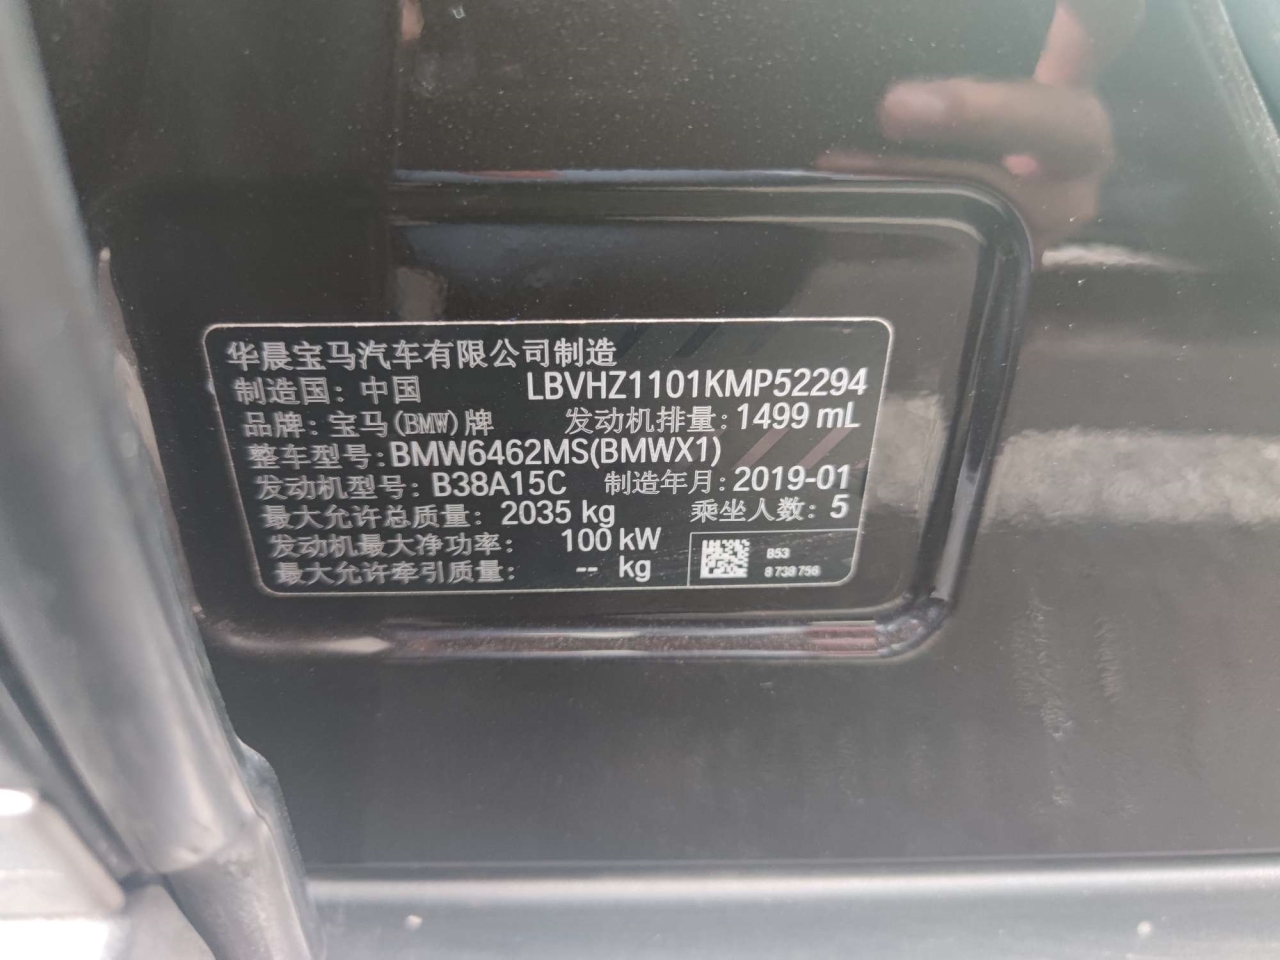 华晨宝马汽车有限公司制造
制造国：中国 LBVHZ1101KMP52294
品牌：宝马(BMW)牌 发动机排量：1499 mL
整车型号：BMW6462MS(BMWX1)
发动机型号：B38A15C 制造年月：2019-01
最大允许总质量：2035 kg 乘坐人数：5
发动机最大净功率：100 kW
最大允许牵引质量：-- kg
853
8 738 756